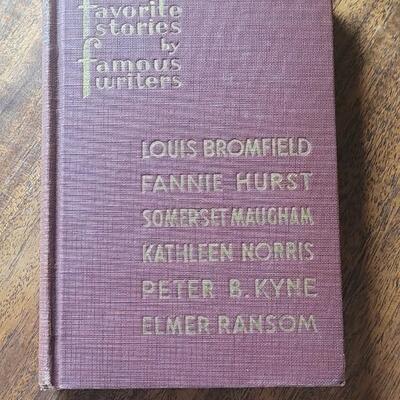 favorite
stories
by
famous
writers
LOUIS BROMFIELD
FANNIE HURST
SOMERSET MAUGHAM
KATHLEEN NORRIS
PETER B. KYNE
ELMER RANSOM